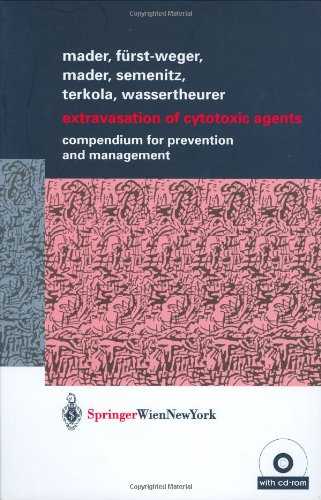 mader, fürst-weger,
mader, semenitz,
terkola, wassertheurer
extravasation of cytotoxic agents
compendium for prevention
and management
SpringerWienNewYork
with cd-rom